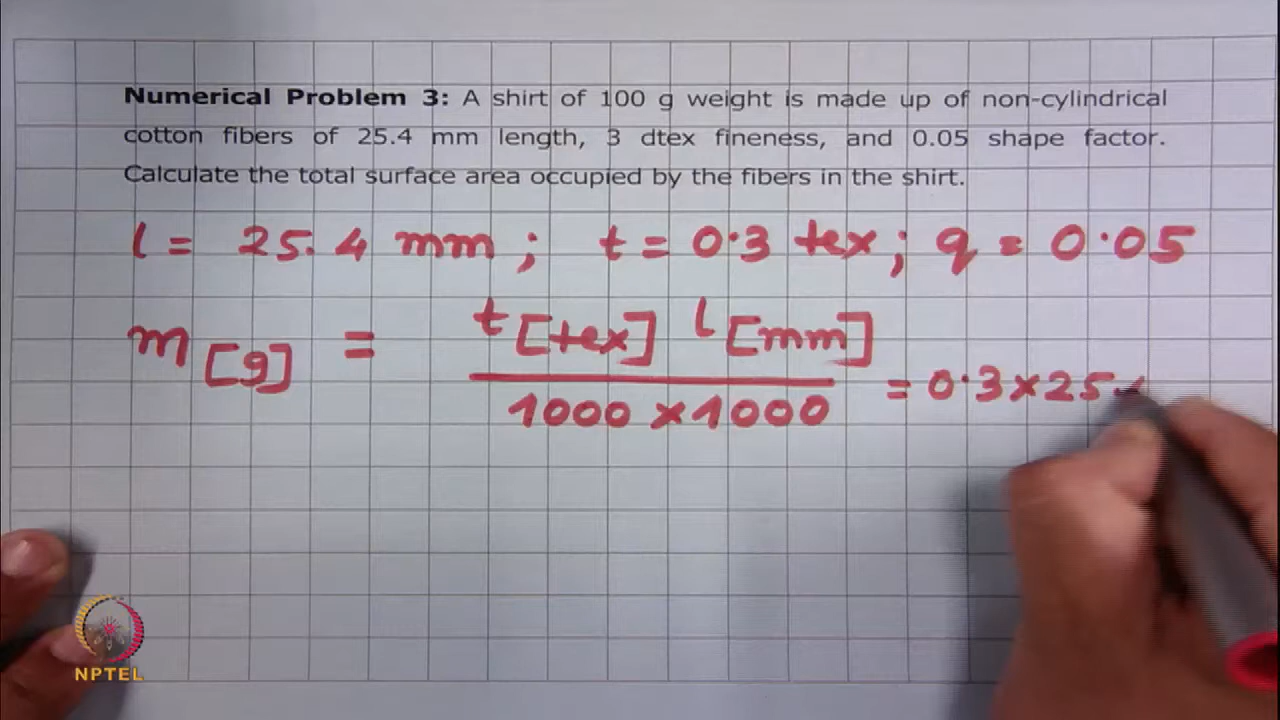 Numerical Problem 3: A shirt of 100 g weight is made up of non-cylindrical
cotton fibers of 25.4 mm length, 3 dtex fineness, and 0.05 shape factor.
Calculate the total surface area occupied by the fibers in the shirt.
l = 25.4 mm ; t = 0.3 tex ; q = 0.05
m [g] = t [tex] l [mm]
1000 × 1000
= 0.3 × 25.
NPTEL